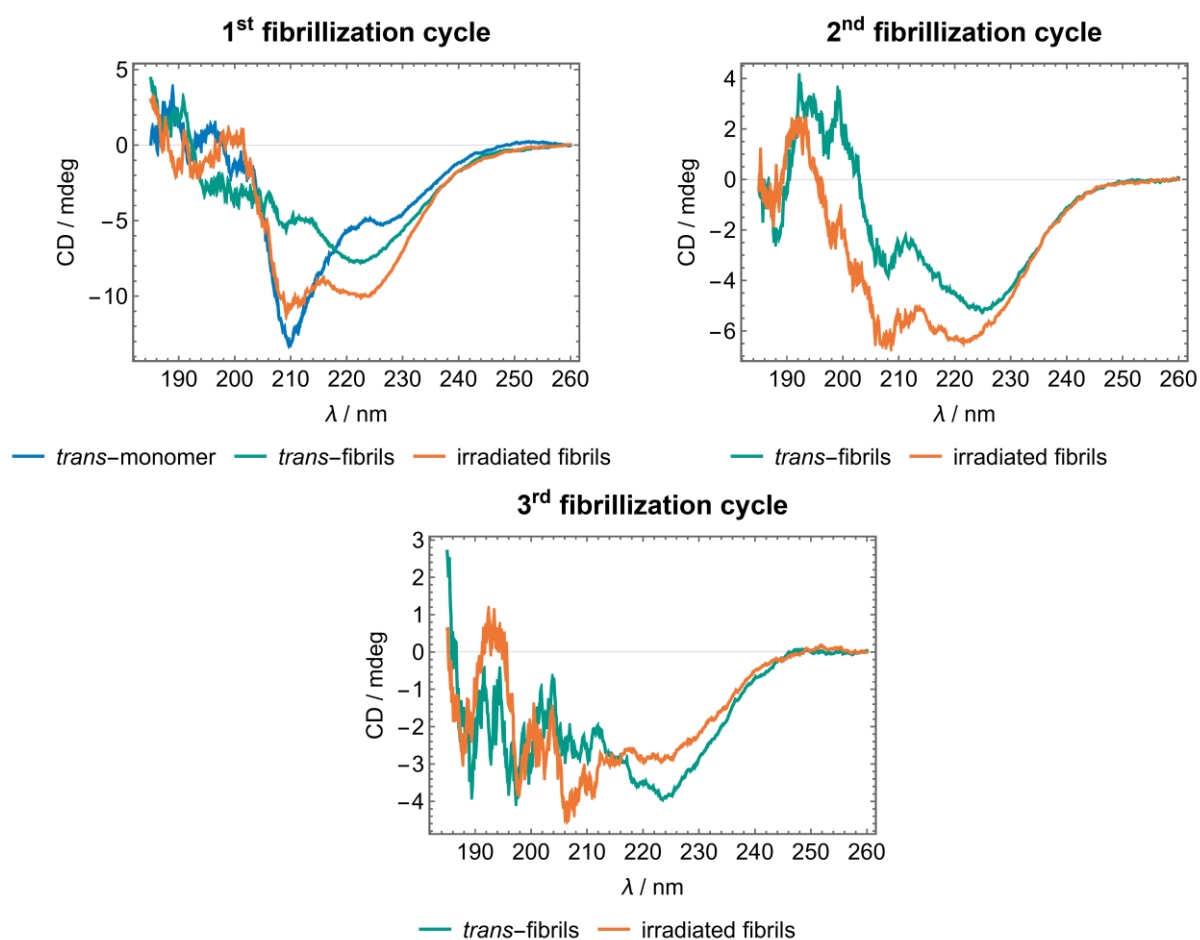 1st fibrillization cycle
5
0
−5
−10
CD / mdeg
190 200 210 220 230 240 250 260
λ / nm
trans−monomer trans−fibrils irradiated fibrils
2nd fibrillization cycle
4
2
0
−2
−4
−6
CD / mdeg
190 200 210 220 230 240 250 260
λ / nm
trans−fibrils irradiated fibrils
3rd fibrillization cycle
3
2
1
0
−1
−2
−3
−4
CD / mdeg
190 200 210 220 230 240 250 260
λ / nm
trans−fibrils irradiated fibrils